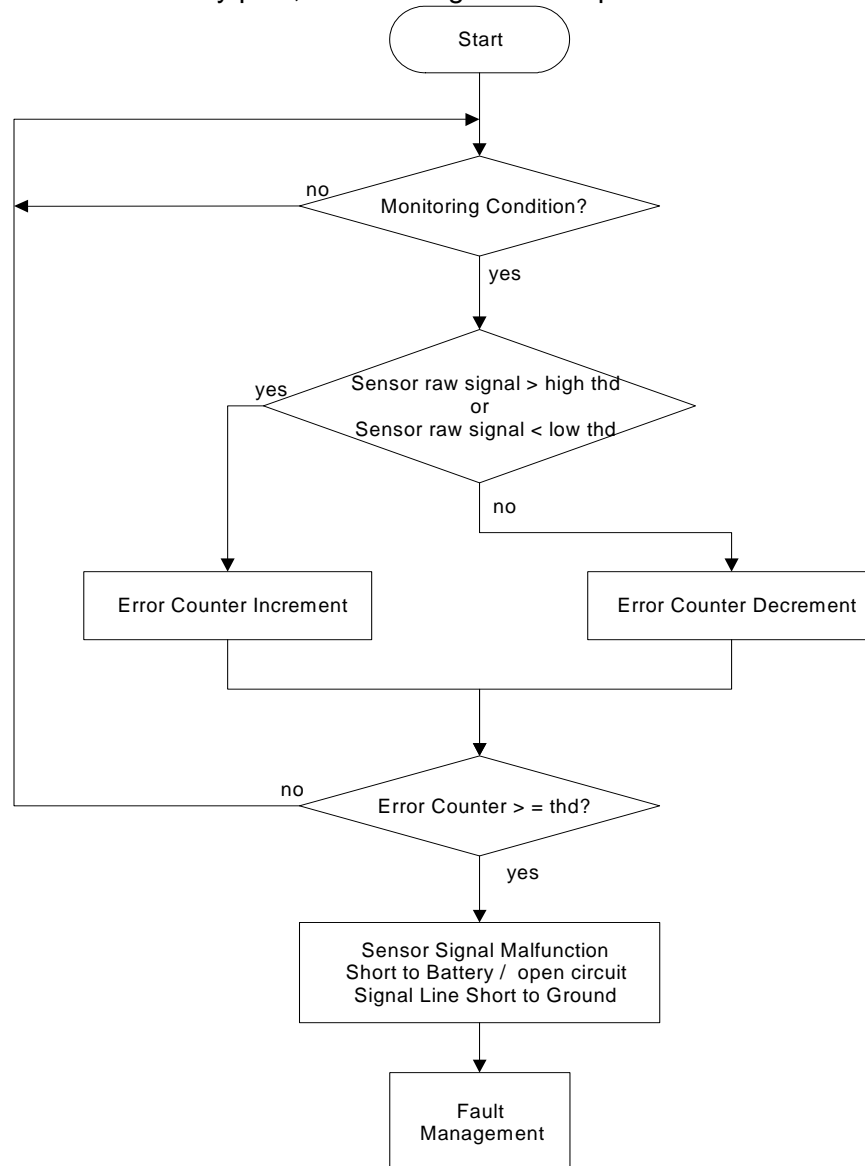 Start
no
Monitoring Condition?
yes
yes
Sensor raw signal > high thd
or
Sensor raw signal < low thd
no
Error Counter Increment
Error Counter Decrement
no
Error Counter > = thd?
yes
Sensor Signal Malfunction
Short to Battery / open circuit
Signal Line Short to Ground
Fault
Management